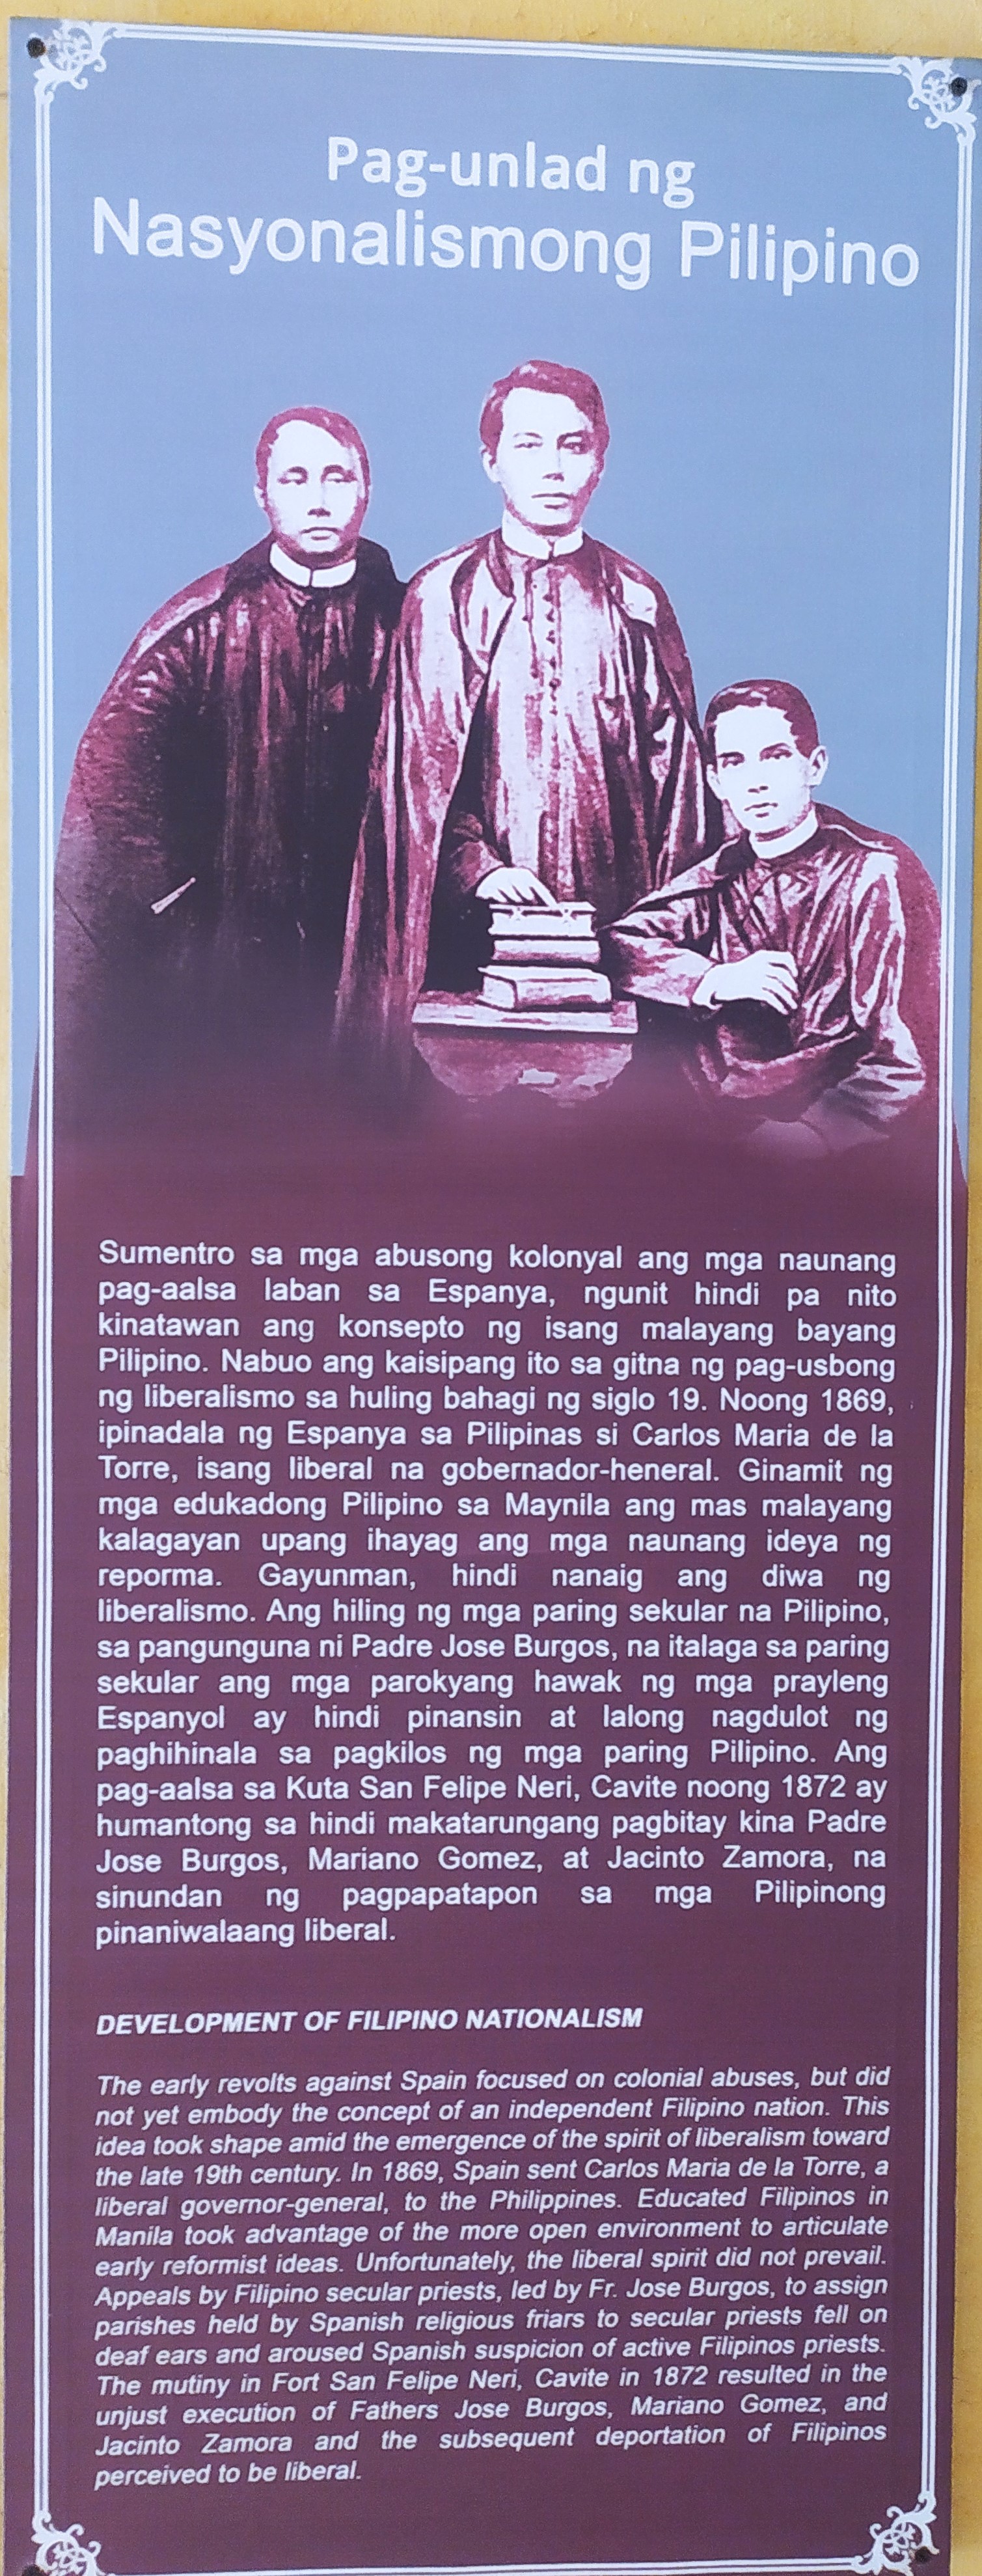 Pag-unlad ng
Nasyonalismong Pilipino
Sumentro sa mga abusong kolonyal ang mga naunang
pag-aalsa laban sa Espanya, ngunit hindi pa nito
kinatawan ang konsepto ng isang malayang bayang
Pilipino. Nabuo ang kaisipang ito sa gitna ng pag-usbong
ng liberalismo sa huling bahagi ng siglo 19. Noong 1869,
ipinadala ng Espanya sa Pilipinas si Carlos Maria de la
Torre, isang liberal na gobernador-heneral. Ginamit ng
mga edukadong Pilipino sa Maynila ang mas malayang
kalagayan upang ihayag ang mga naunang ideya ng
reporma. Gayunman, hindi nanaig ang diwa ng
liberalismo. Ang hiling ng mga paring sekular na Pilipino,
sa pangunguna ni Padre Jose Burgos, na italaga sa paring
sekular ang mga parokyang hawak ng mga prayleng
Espanyol ay hindi pinansin at lalong nagdulot ng
paghihinala sa pagkilos ng mga paring Pilipino. Ang
pag-aalsa sa Kuta San Felipe Neri, Cavite noong 1872 ay
humantong sa hindi makatarungang pagbitay kina Padre
Jose Burgos, Mariano Gomez, at Jacinto Zamora, na
sinundan ng pagpapatapon sa mga Pilipinong
pinaniwalaang liberal.
DEVELOPMENT OF FILIPINO NATIONALISM
The early revolts against Spain focused on colonial abuses, but did
not yet embody the concept of an independent Filipino nation. This
idea took shape amid the emergence of the spirit of liberalism toward
the late 19th century. In 1869, Spain sent Carlos Maria de la Torre, a
liberal governor-general, to the Philippines. Educated Filipinos in
Manila took advantage of the more open environment to articulate
early reformist ideas. Unfortunately, the liberal spirit did not prevail.
Appeals by Filipino secular priests, led by Fr. Jose Burgos, to assign
parishes held by Spanish religious friars to secular priests fell on
deaf ears and aroused Spanish suspicion of active Filipinos priests.
The mutiny in Fort San Felipe Neri, Cavite in 1872 resulted in the
unjust execution of Fathers Jose Burgos, Mariano Gomez, and
Jacinto Zamora and the subsequent deportation of Filipinos
perceived to be liberal.